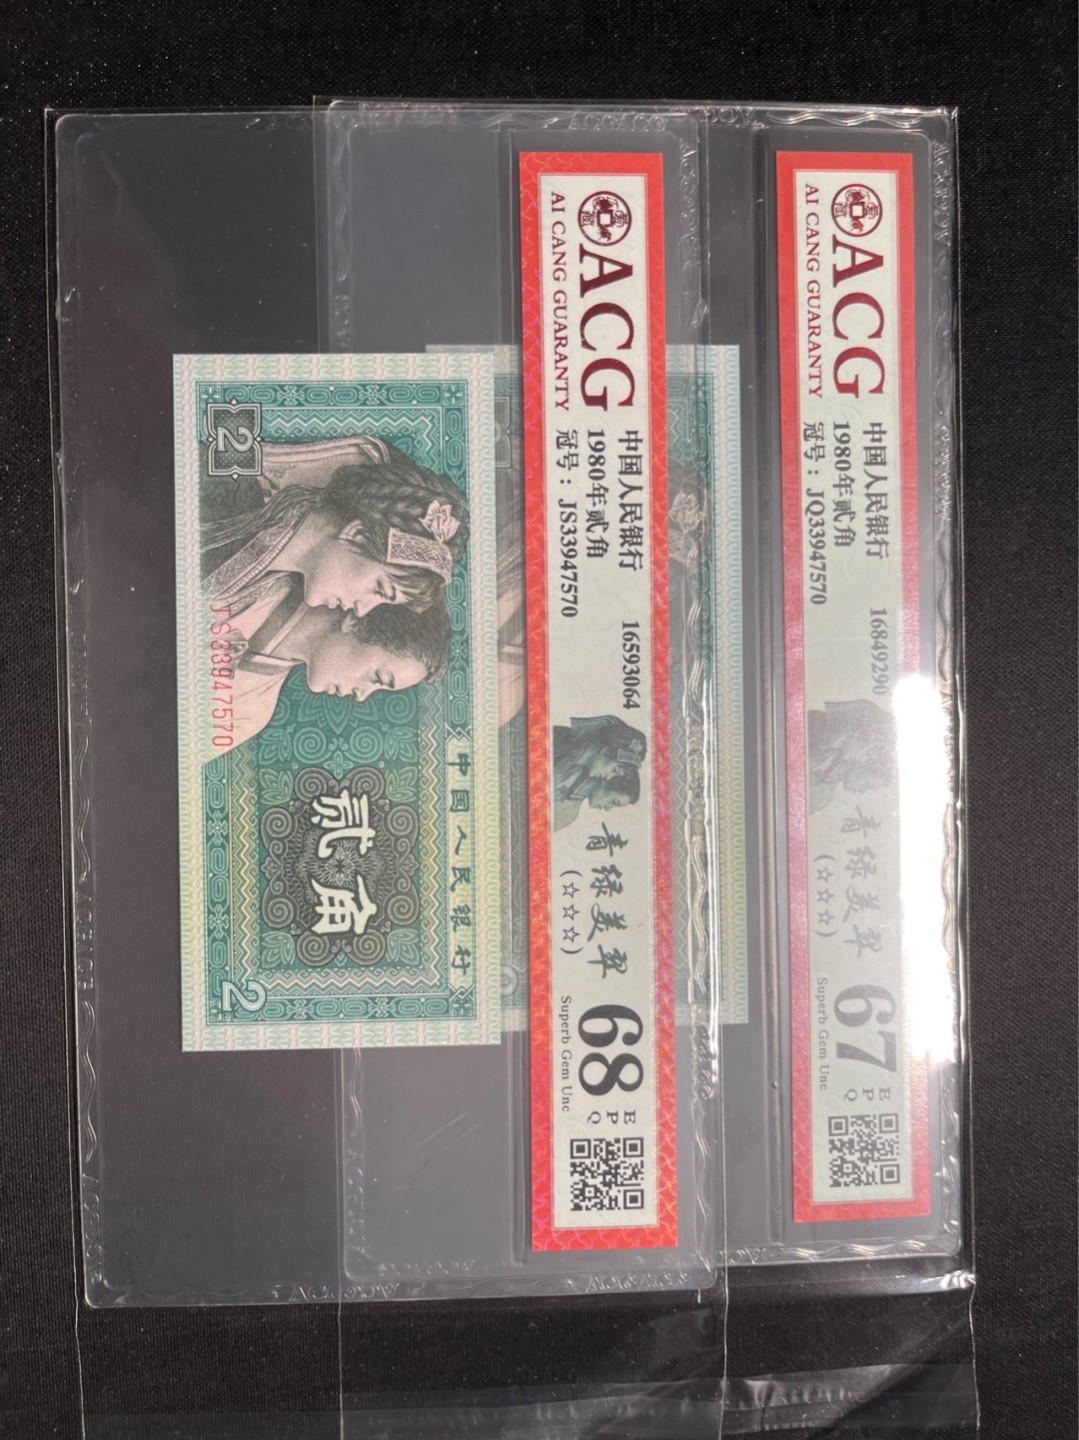 ACG
AI CANG GUARANTY
中国人民银行
1980年贰角
冠号：JS33947570
16593064
青绿美翠
(☆☆☆)
68
EPQ
Superb Gem Unc
ACG
AI CANG GUARANTY
中国人民银行
1980年贰角
冠号：JQ33947570
16849290
青绿美翠
(☆☆☆)
67
EPQ
Superb Gem Unc
中国人民银行
贰角
2
2
JS33947570